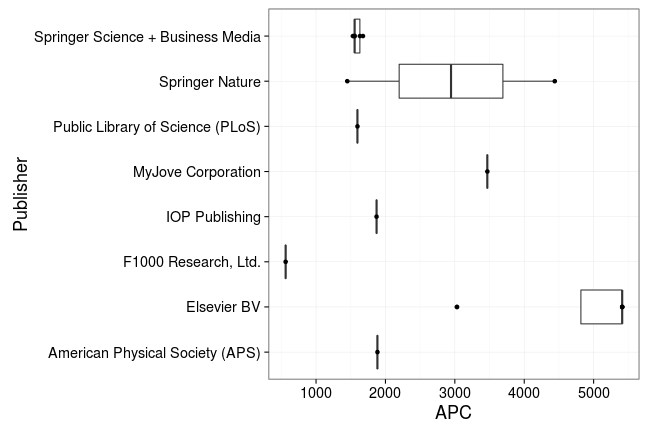 Springer Science + Business Media
Springer Nature
Public Library of Science (PLoS)
MyJove Corporation
IOP Publishing
F1000 Research, Ltd.
Elsevier BV
American Physical Society (APS)
Publisher
1000 2000 3000 4000 5000
APC